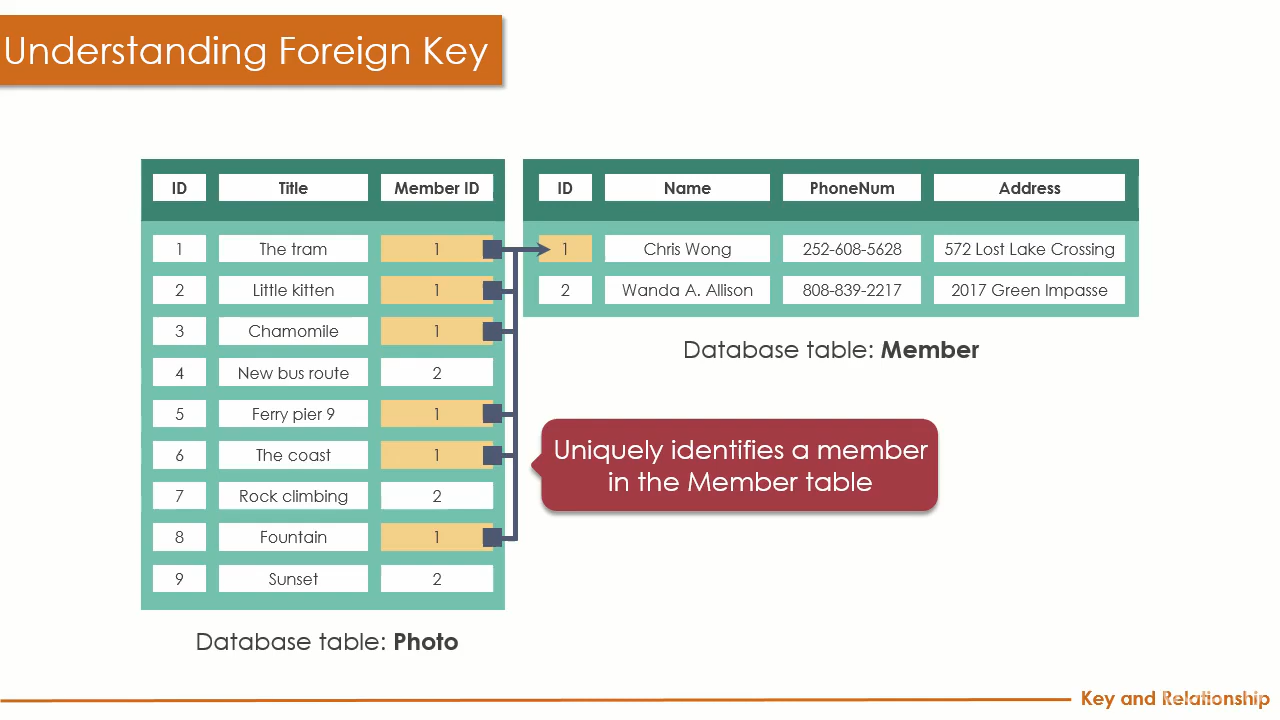 Understanding Foreign Key
ID Title Member ID
1 The tram 1
2 Little kitten 1
3 Chamomile 1
4 New bus route 2
5 Ferry pier 9 1
6 The coast 1
7 Rock climbing 2
8 Fountain 1
9 Sunset 2
Database table: Photo
ID Name PhoneNum Address
1 Chris Wong 252-608-5628 572 Lost Lake Crossing
2 Wanda A. Allison 808-839-2217 2017 Green Impasse
Database table: Member
Uniquely identifies a member
in the Member table
Key and Relationship